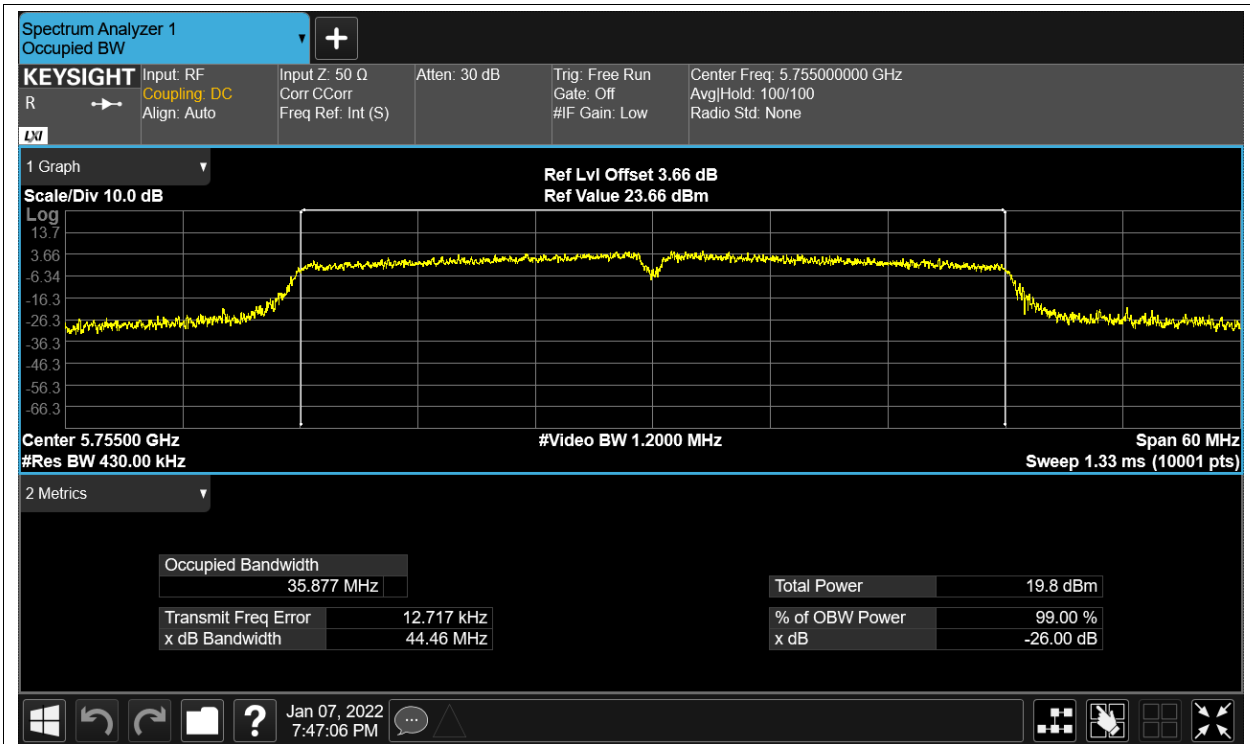 Spectrum Analyzer 1
Occupied BW
KEYSIGHT
R
LXI
Input: RF
Coupling: DC
Align: Auto
Input Z: 50 Ω
Corr CCorr
Freq Ref: Int (S)
Atten: 30 dB
Trig: Free Run
Gate: Off
#IF Gain: Low
Center Freq: 5.755000000 GHz
Avg|Hold: 100/100
Radio Std: None
1 Graph
Scale/Div 10.0 dB
Ref Lvl Offset 3.66 dB
Ref Value 23.66 dBm
Log
13.7
3.66
-6.34
-16.3
-26.3
-36.3
-46.3
-56.3
-66.3
Center 5.75500 GHz
#Video BW 1.2000 MHz
Span 60 MHz
#Res BW 430.00 kHz
Sweep 1.33 ms (10001 pts)
2 Metrics
Occupied Bandwidth
35.877 MHz
Total Power 19.8 dBm
Transmit Freq Error 12.717 kHz
% of OBW Power 99.00 %
x dB Bandwidth 44.46 MHz
x dB -26.00 dB
?
Jan 07, 2022
7:47:06 PM